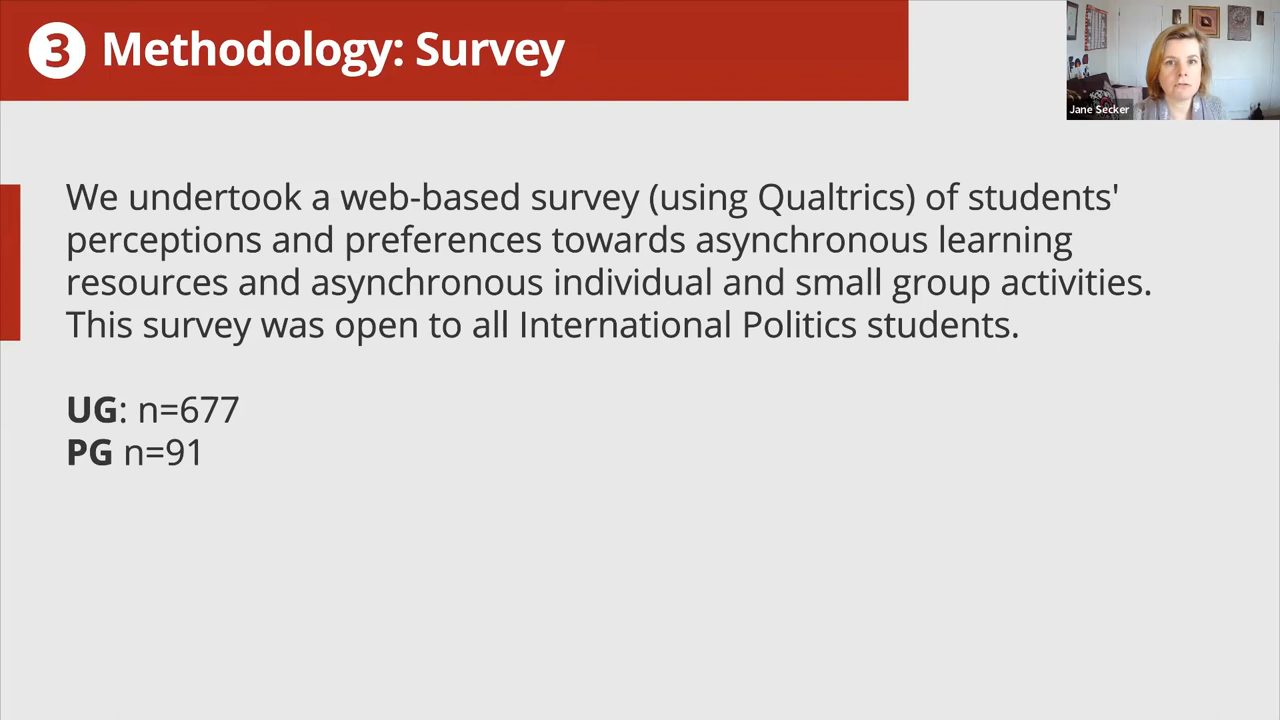 3 Methodology: Survey
Jane Secker
We undertook a web-based survey (using Qualtrics) of students'
perceptions and preferences towards asynchronous learning
resources and asynchronous individual and small group activities.
This survey was open to all International Politics students.
UG: n=677
PG n=91